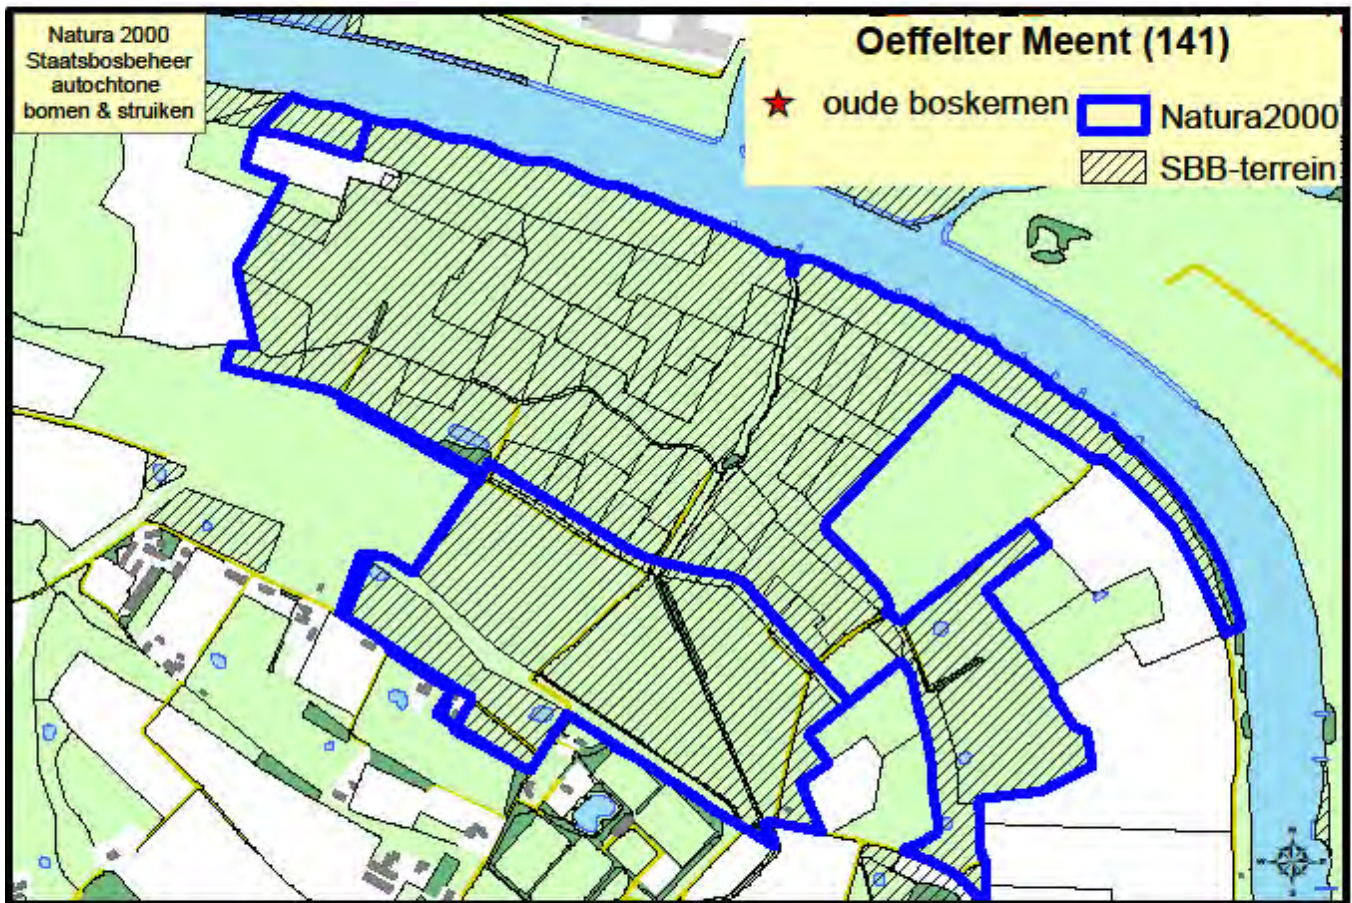 Natura 2000
Staatsbosbeheer
autochtone
bomen & struiken
Oeffelter Meent (141)
oude boskernen
Natura2000
SBB-terrein